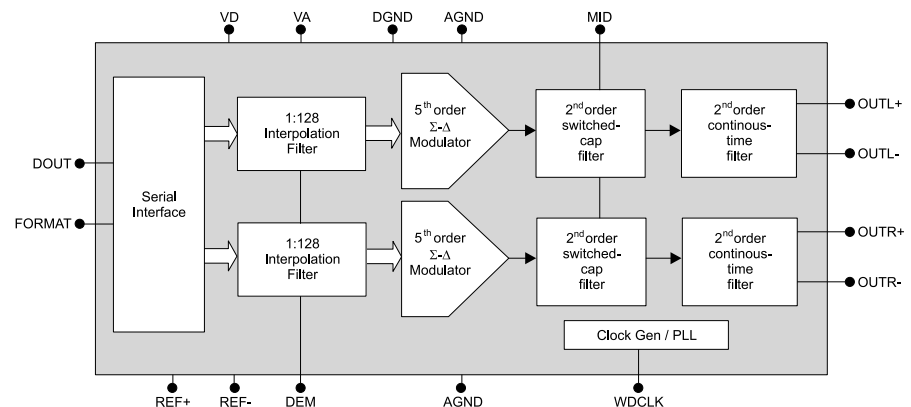 VD
VA
DGND
AGND
MID
DOUT
FORMAT
Serial
Interface
1:128
Interpolation
Filter
5th order
Σ-Δ
Modulator
2nd order
switched-
cap
filter
2nd order
continous-
time
filter
OUTL+
OUTL-
1:128
Interpolation
Filter
5th order
Σ-Δ
Modulator
2nd order
switched-
cap
filter
2nd order
continous-
time
filter
OUTR+
OUTR-
Clock Gen / PLL
REF+
REF-
DEM
AGND
WDCLK